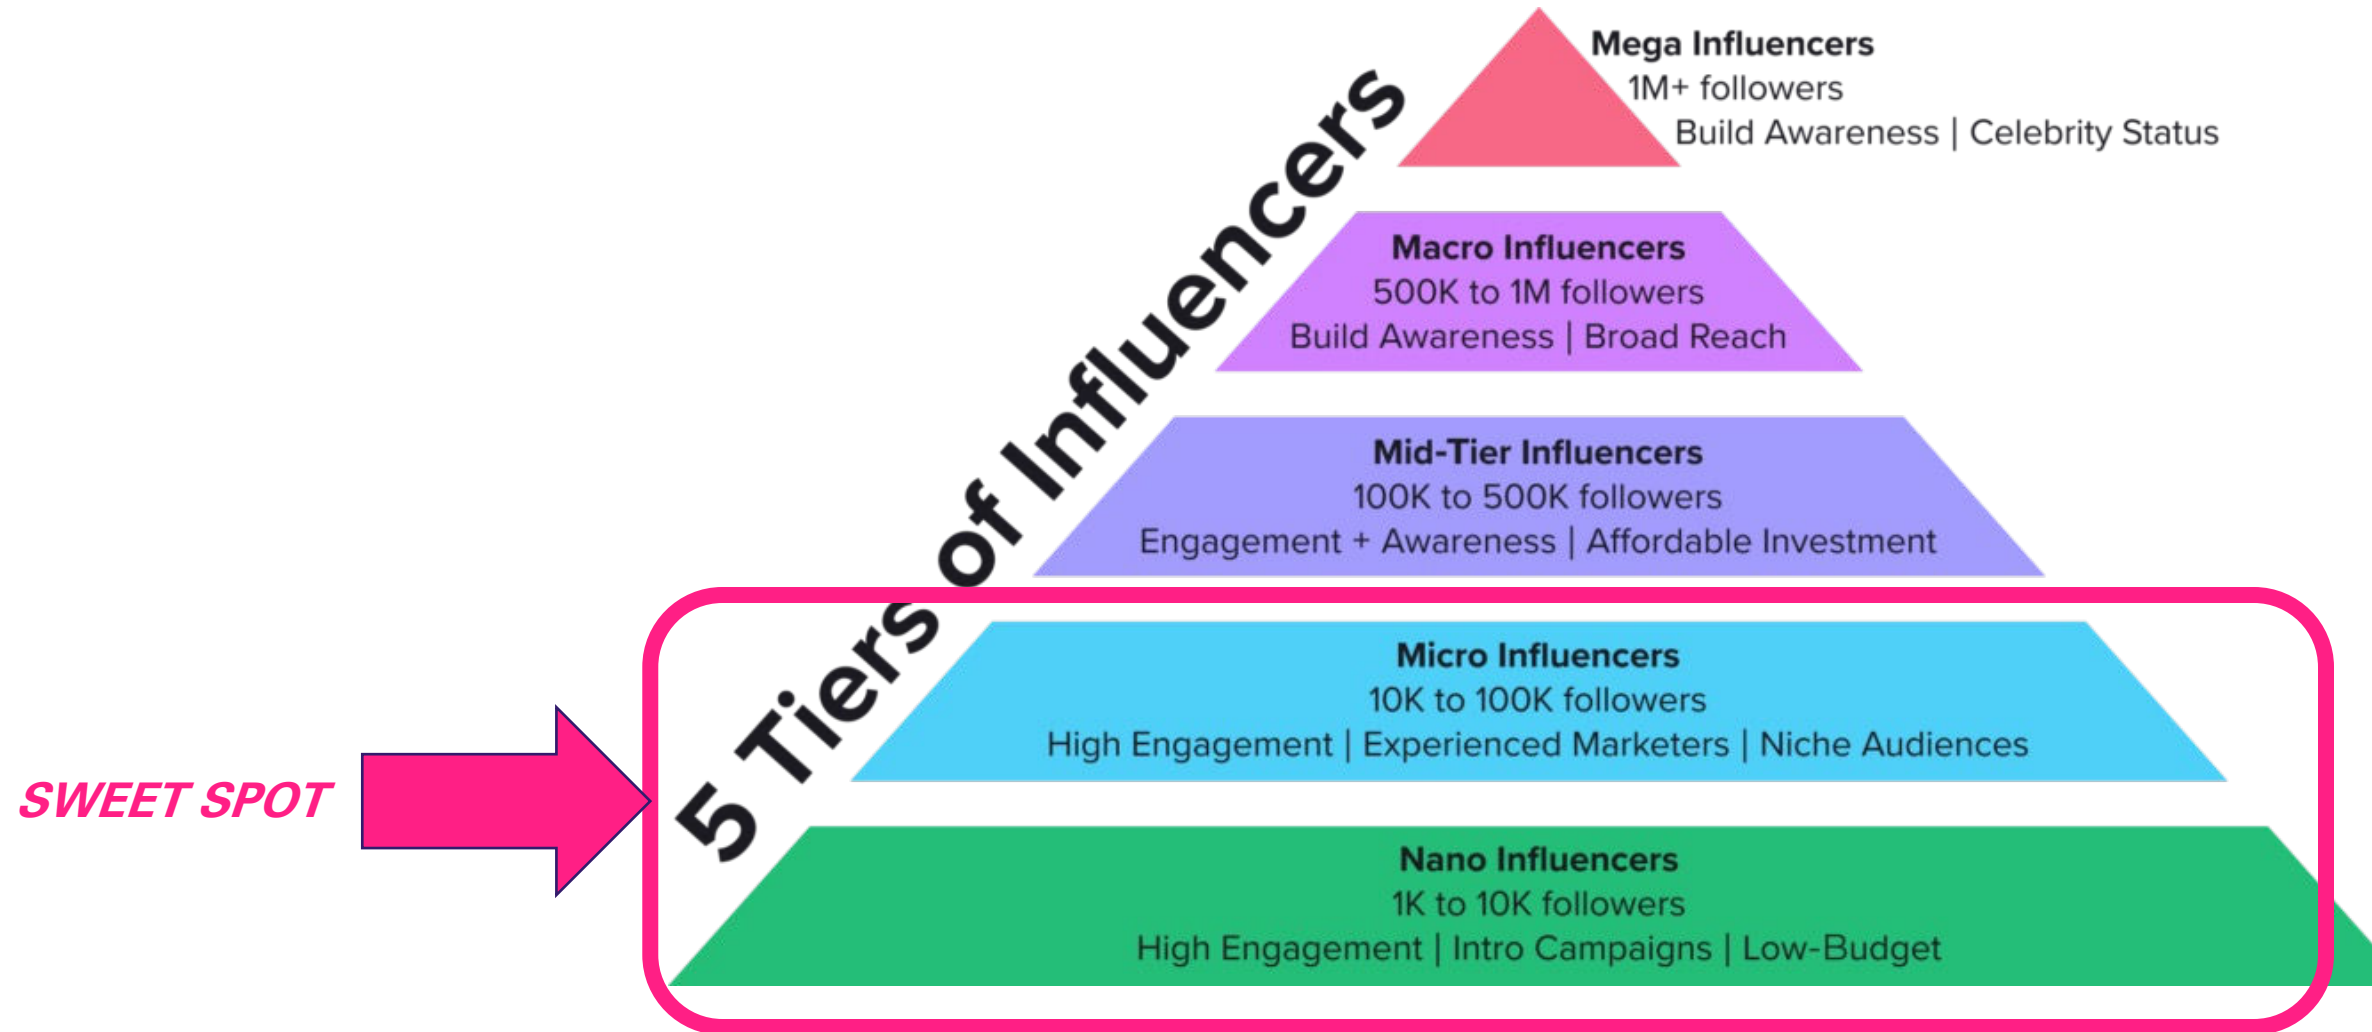 5 Tiers of Influencers
Mega Influencers
1M+ followers
Build Awareness | Celebrity Status
Macro Influencers
500K to 1M followers
Build Awareness | Broad Reach
Mid-Tier Influencers
100K to 500K followers
Engagement + Awareness | Affordable Investment
Micro Influencers
10K to 100K followers
High Engagement | Experienced Marketers | Niche Audiences
SWEET SPOT
Nano Influencers
1K to 10K followers
High Engagement | Intro Campaigns | Low-Budget